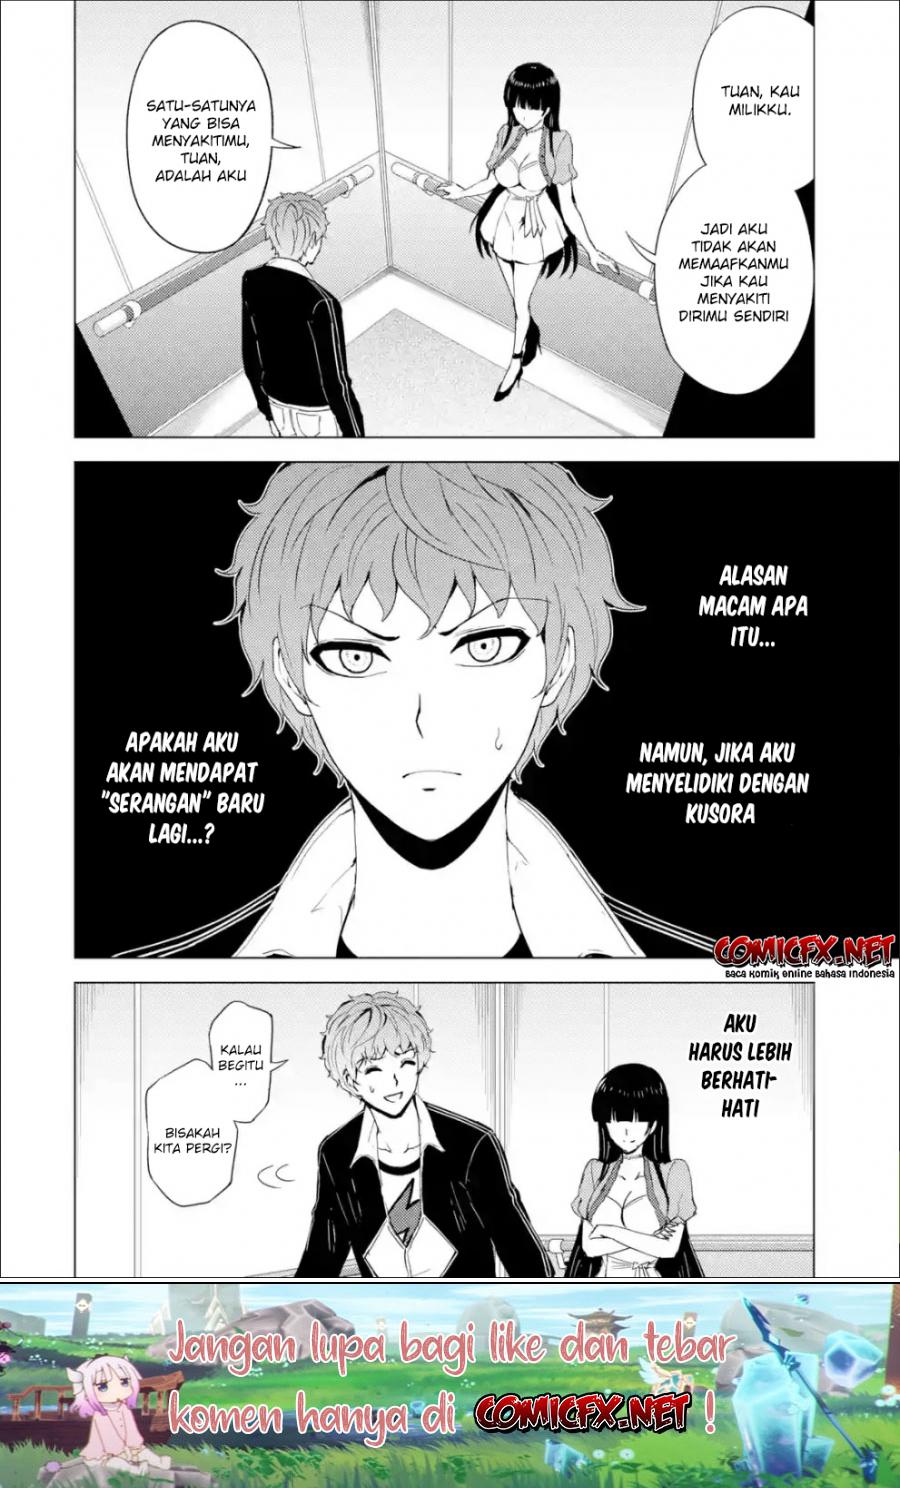 TUAN, KAU
MILIKKU.
JADI AKU
TIDAK AKAN
MEMAAFKANMU
JIKA KAU
MENYAKITI
DIRIMU SENDIRI
SATU-SATUNYA
YANG BISA
MENYAKITIMU,
TUAN,
ADALAH AKU
ALASAN
MACAM APA
ITU...
NAMUN, JIKA AKU
MENYELIDIKI DENGAN
KUSORA
APAKAH AKU
AKAN MENDAPAT
"SERANGAN" BARU
LAGI...?
COMICFX.NET
Baca Komik Online Bahasa Indonesia
AKU
HARUS LEBIH
BERHATI-
HATI
KALAU
BEGITU
...
BISAKAH
KITA PERGI?
Jangan lupa bagi like dan tebar
komen hanya di COMICFX.NET !